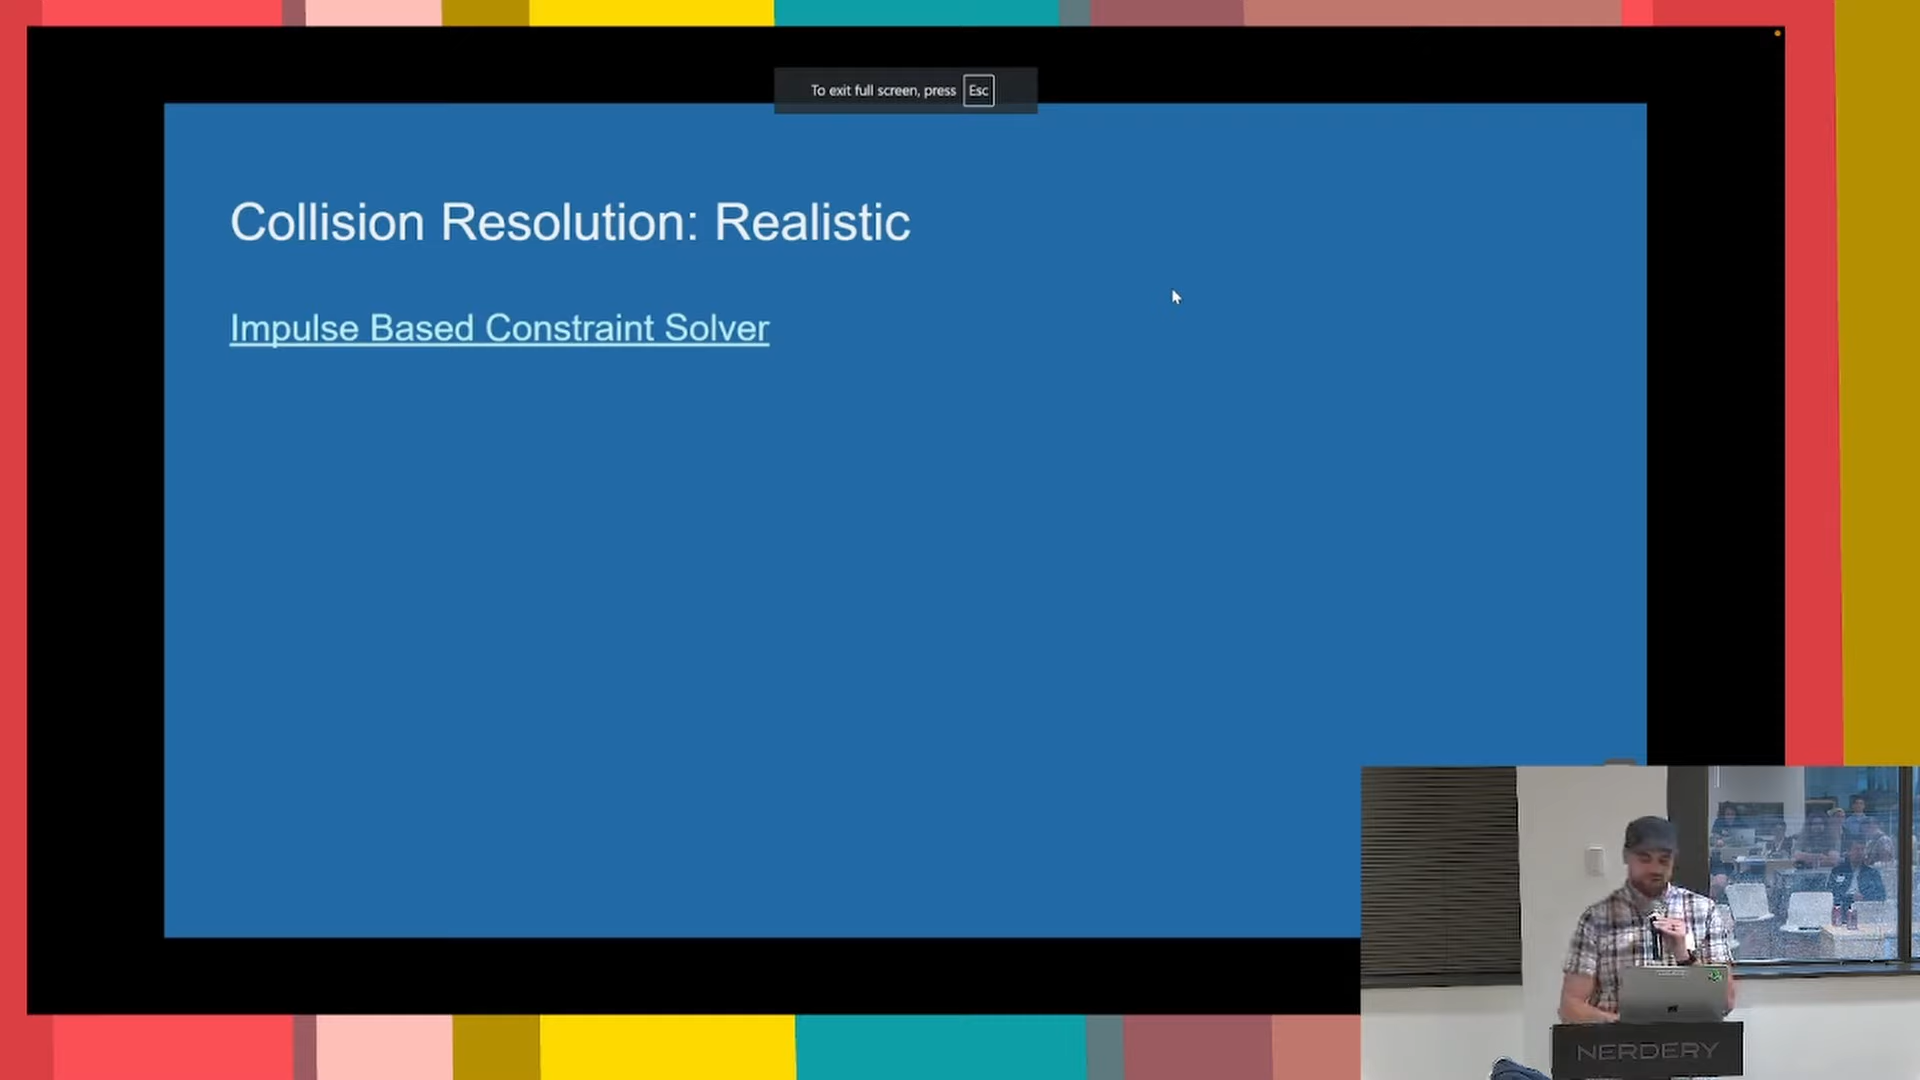 To exit full screen, press Esc
Collision Resolution: Realistic
Impulse Based Constraint Solver
NERDERY